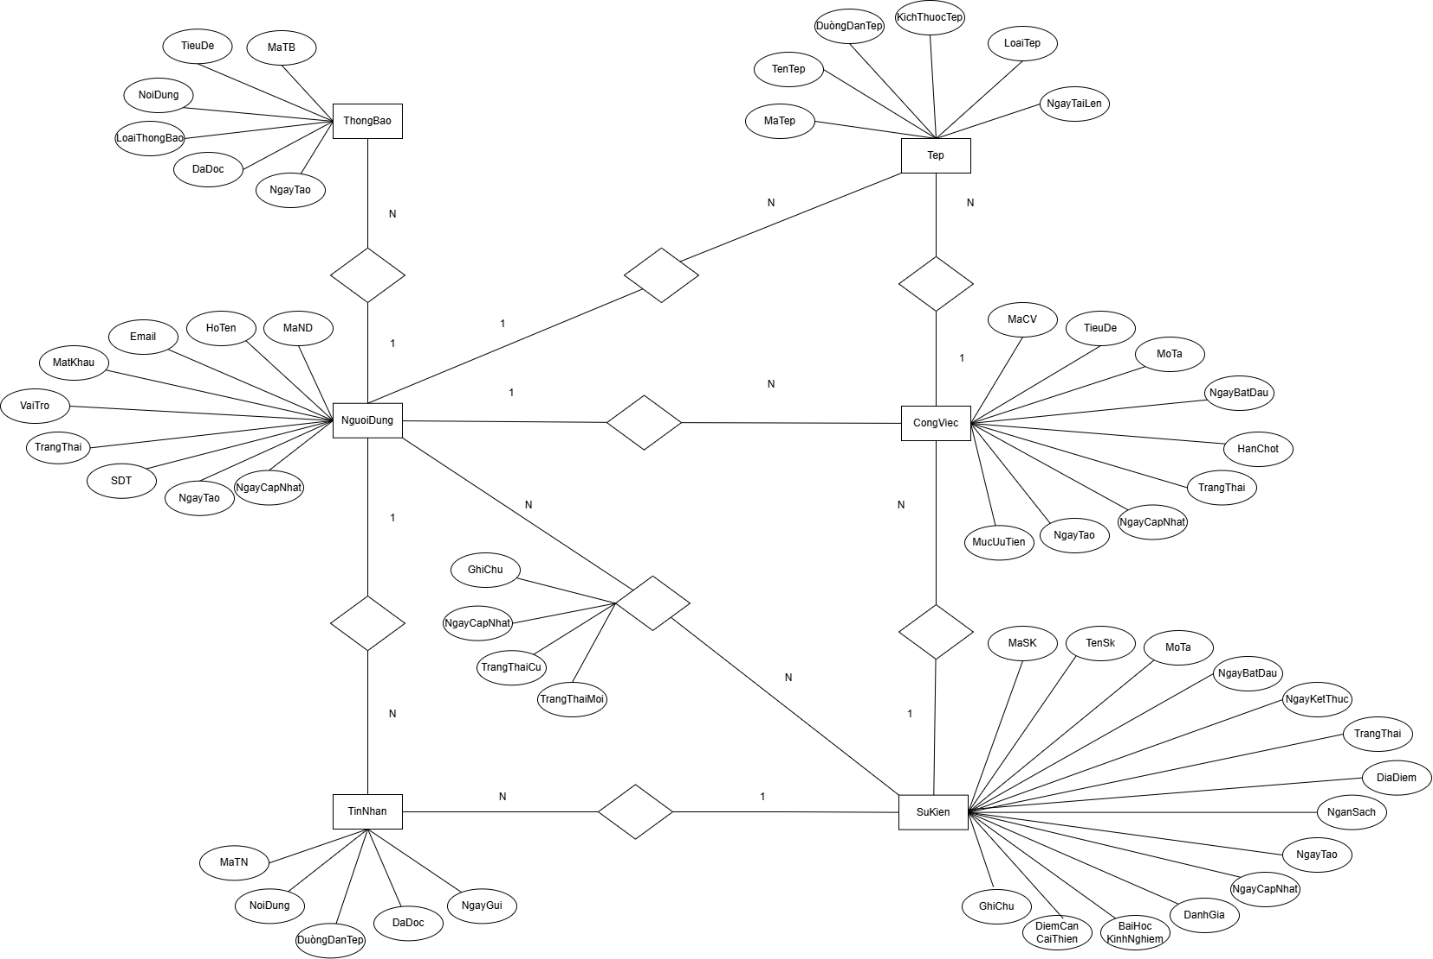 KichThuocTep
DuòngDanTep
LoaiTep
TieuDe
MaTB
TenTep
NoiDung
NgayTaiLen
ThongBao
MaTep
LoaiThongBao
Tep
DaDoc
NgayTao
N
N
N
MaCV
TieuDe
1
HoTen
MaND
Email
1
MoTa
1
MatKhau
N
1
NgayBatDau
VaiTro
NguoiDung
CongViec
TrangThai
HanChot
SDT
NgayCapNhat
TrangThai
NgayTao
N
N
1
NgayCapNhat
NgayTao
MucUuTien
GhiChu
NgayCapNhat
MaSK
TenSk
MoTa
TrangThaiCu
NgayBatDau
N
TrangThaiMoi
NgayKetThuc
N
1
TrangThai
DiaDiem
N
1
TinNhan
SuKien
NganSach
NgayTao
MaTN
NgayCapNhat
NoiDung
NgayGui
GhiChu
DanhGia
DaDoc
DuòngDanTep
DiemCan
CaiThien
BaiHoc
KinhNghiem